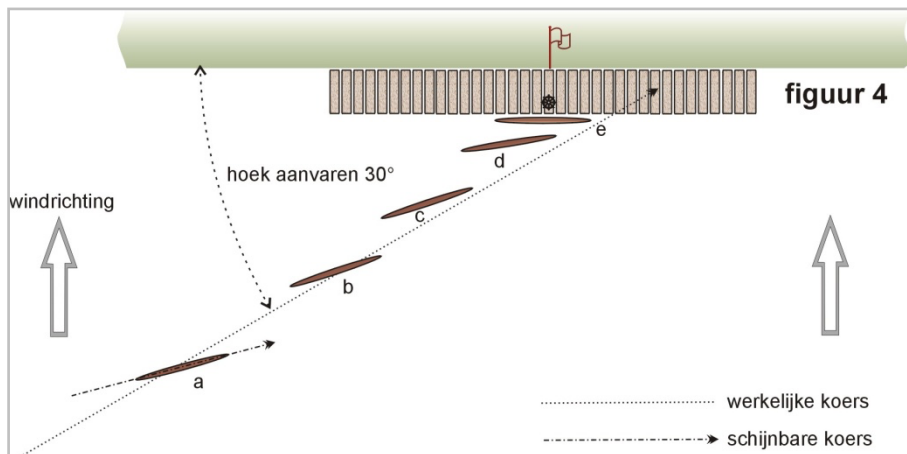 figuur 4
hoek aanvaren 30°
windrichting
e
d
c
b
a
werkelijke koers
schijnbare koers